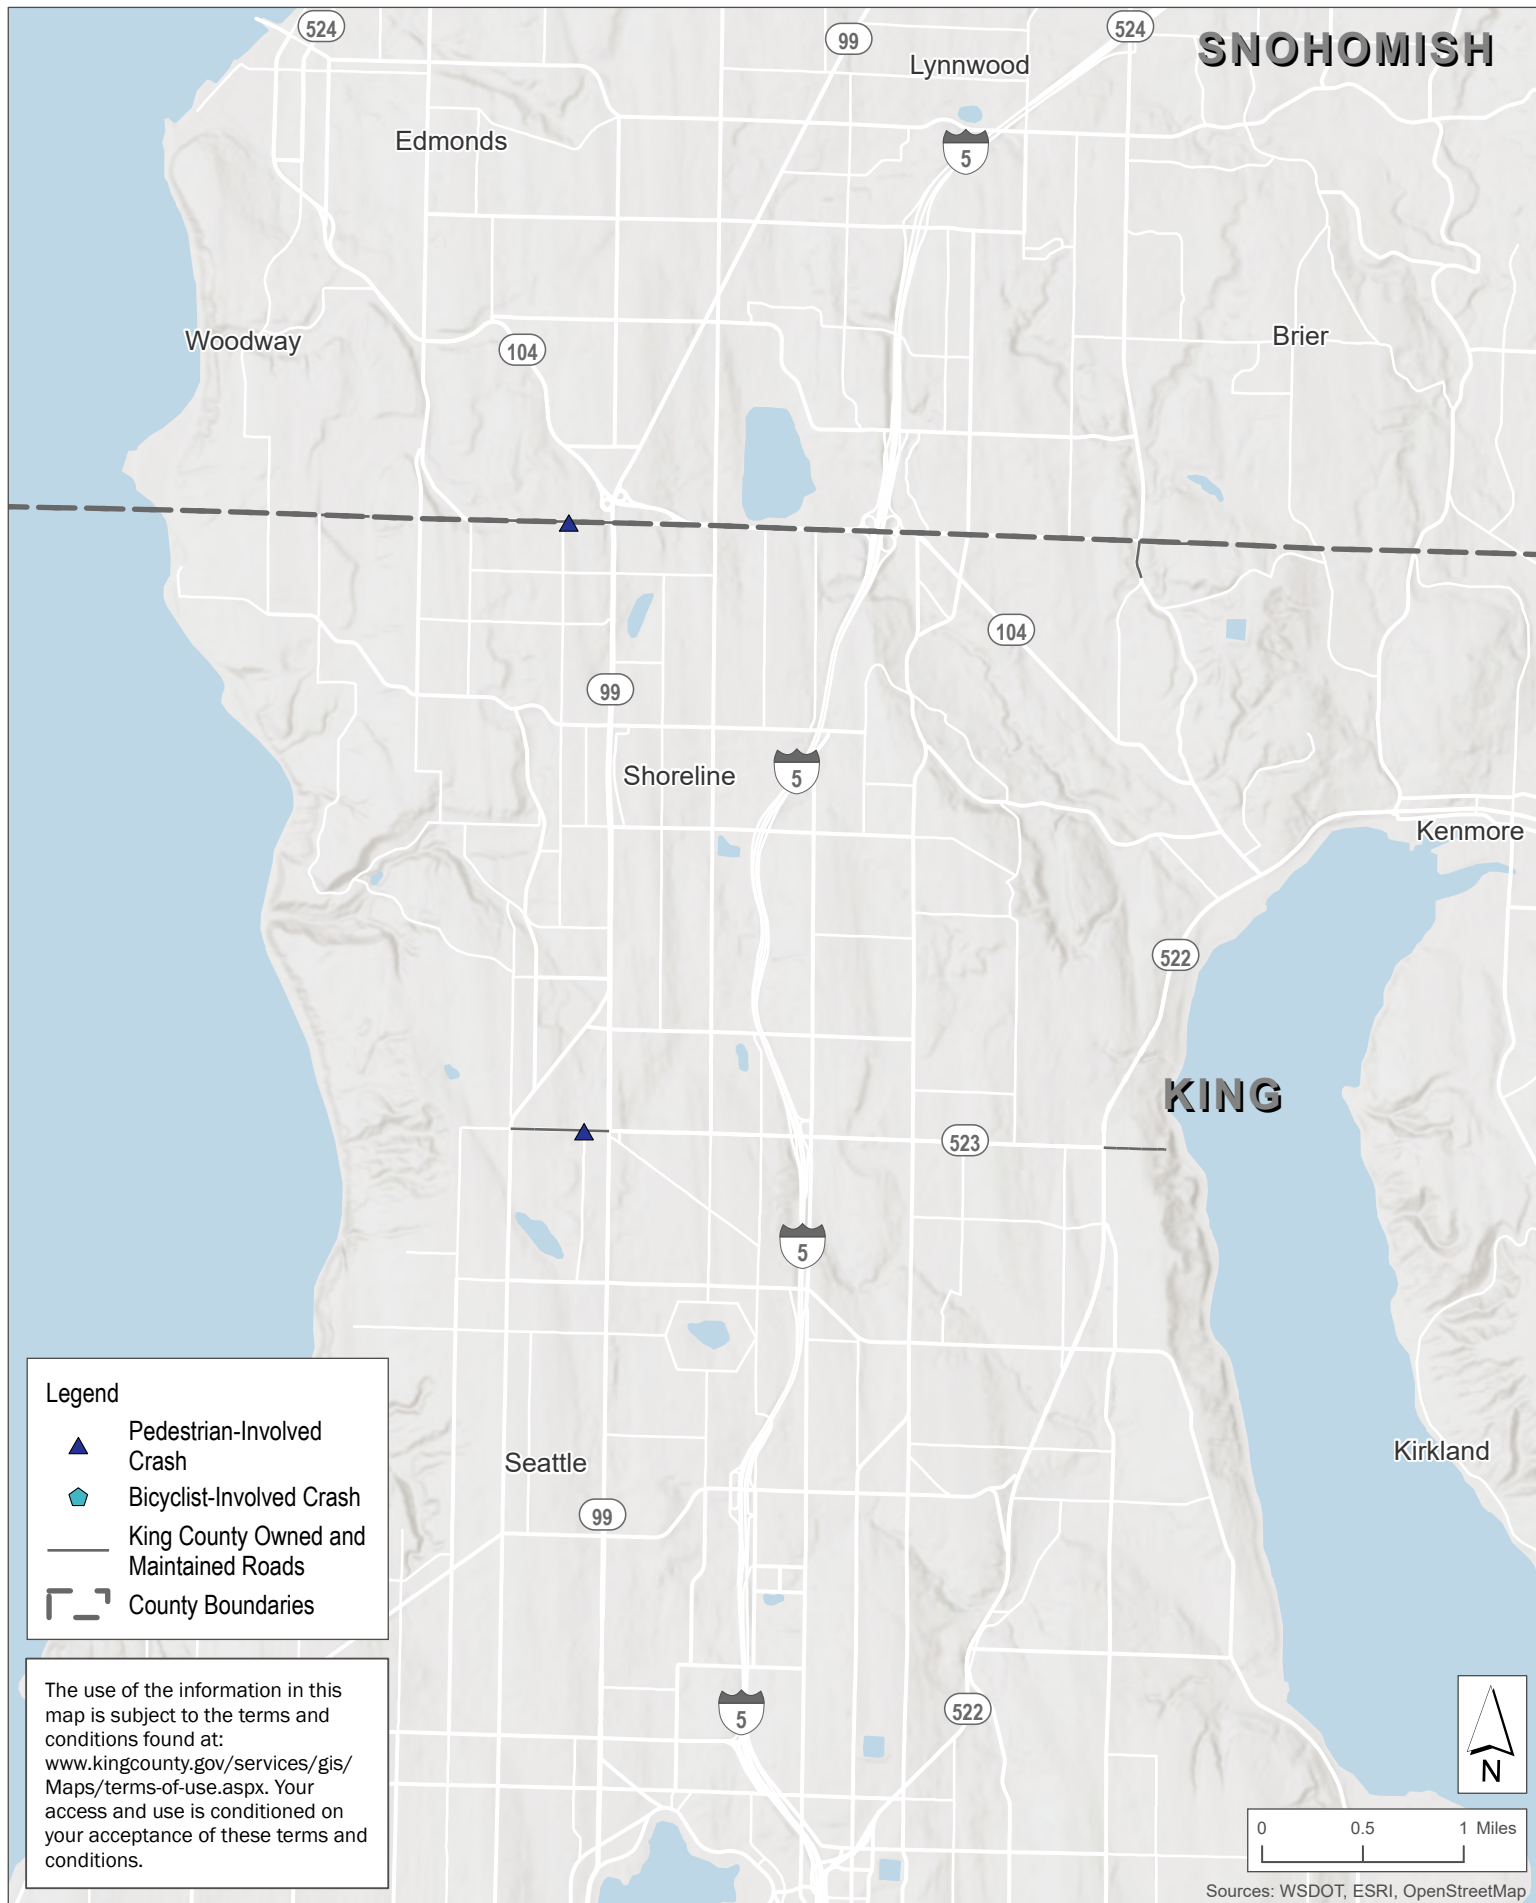 524
99
524
SNOHOMISH
Lynnwood
Edmonds
5
Woodway
Brier
104
104
99
Shoreline
5
Kenmore
522
KING
523
5
Legend
Pedestrian-Involved
Crash
Bicyclist-Involved Crash
King County Owned and
Maintained Roads
County Boundaries
Seattle
Kirkland
99
The use of the information in this
map is subject to the terms and
conditions found at:
www.kingcounty.gov/services/gis/
Maps/terms-of-use.aspx. Your
access and use is conditioned on
your acceptance of these terms and
conditions.
5
522
N
0 0.5 1 Miles
Sources: WSDOT, ESRI, OpenStreetMap